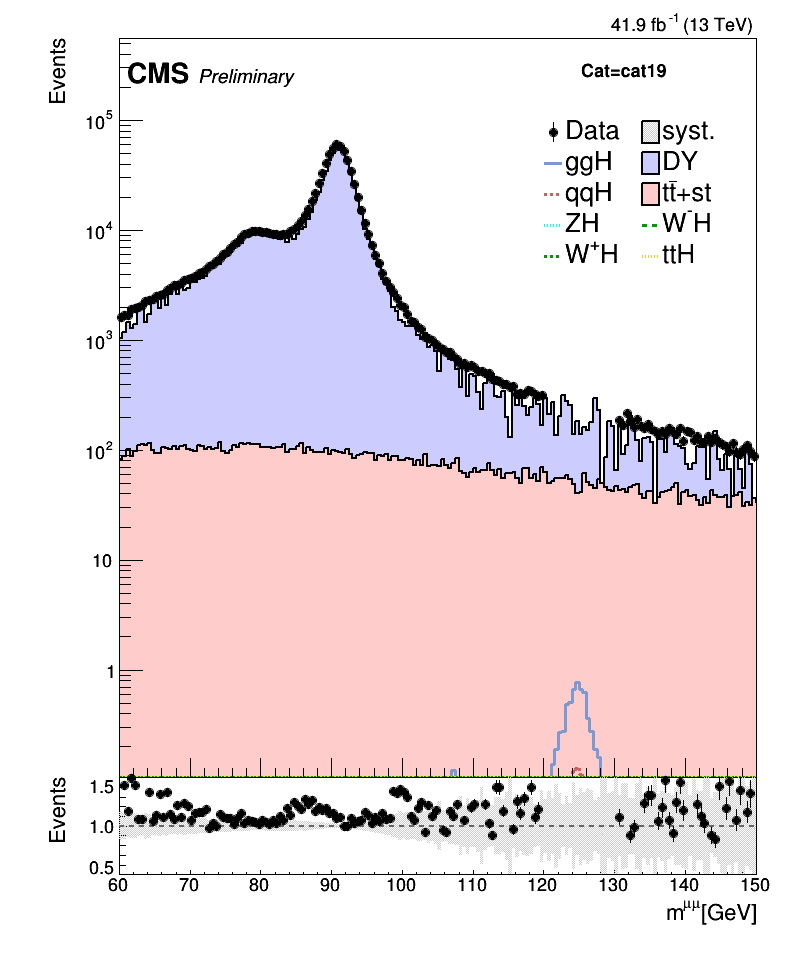 41.9 fb⁻¹ (13 TeV)
Events
CMS Preliminary
Cat=cat19
Data
syst.
ggH
DY
qqH
tt̄+st
ZH
W⁻H
W⁺H
ttH
10⁵
10⁴
10³
10²
10
1
Events
1.5
1.0
0.5
60 70 80 90 100 110 120 130 140 150
m^μμ[GeV]